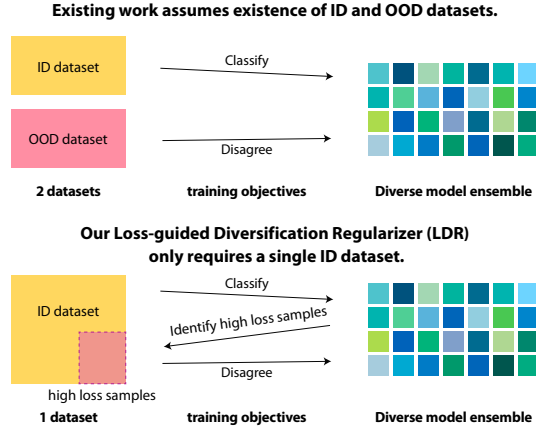 Existing work assumes existence of ID and OOD datasets.
ID dataset
Classify
OOD dataset
Disagree
2 datasets
training objectives
Diverse model ensemble
Our Loss-guided Diversification Regularizer (LDR)
only requires a single ID dataset.
Classify
ID dataset
Identify high loss samples
Disagree
high loss samples
1 dataset
training objectives
Diverse model ensemble